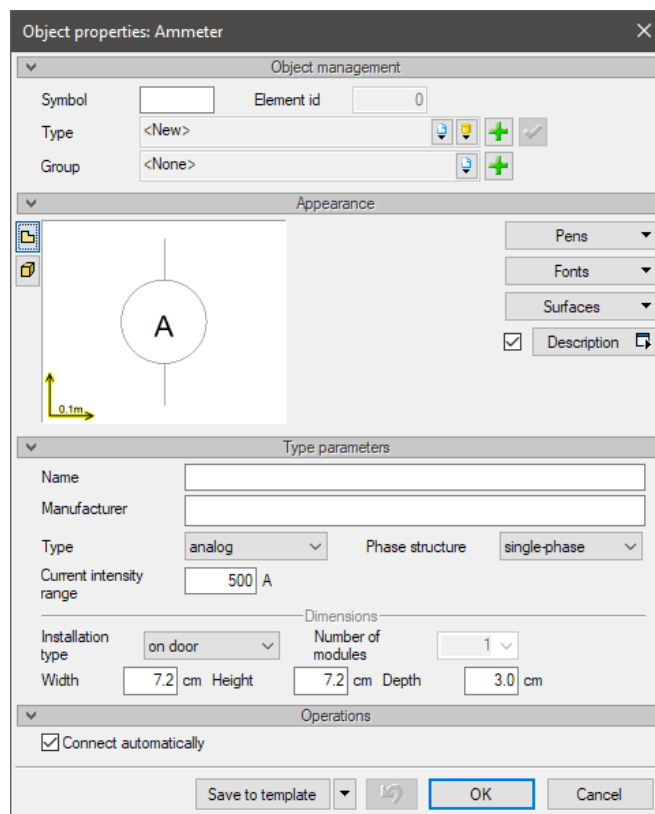 Object properties: Ammeter
Object management
Symbol Element id 0
Type <New>
Group <None>
Appearance
Pens
Fonts
Surfaces
A
Description
0.1m
Type parameters
Name
Manufacturer
Type analog Phase structure single-phase
Current intensity
range 500 A
Dimensions
Installation
type on door Number of
modules 1
Width 7.2 cm Height 7.2 cm Depth 3.0 cm
Operations
Connect automatically
Save to template OK Cancel